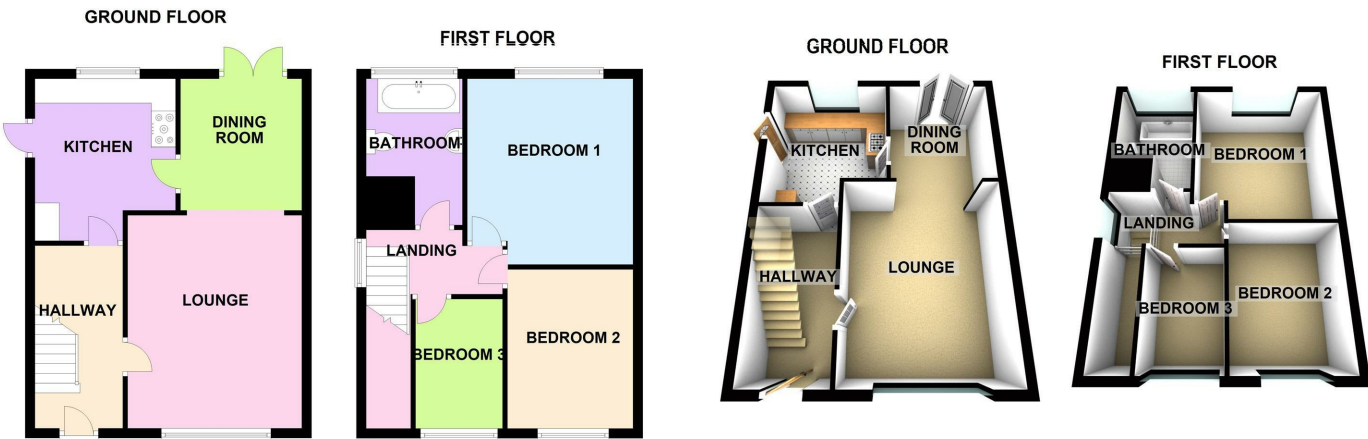 GROUND FLOOR
KITCHEN
DINING
ROOM
HALLWAY
LOUNGE
FIRST FLOOR
BATHROOM
BEDROOM 1
LANDING
BEDROOM 3
BEDROOM 2
GROUND FLOOR
KITCHEN
DINING
ROOM
HALLWAY
LOUNGE
FIRST FLOOR
BATHROOM
BEDROOM 1
LANDING
BEDROOM 3
BEDROOM 2